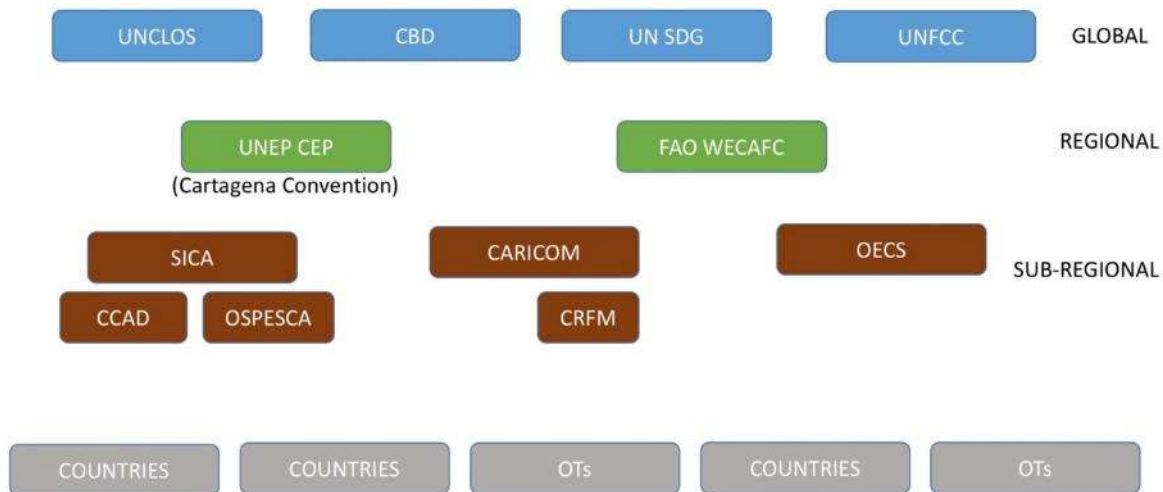 UNCLOS CBD UN SDG UNFCC GLOBAL
UNEP CEP FAO WECAFC REGIONAL
(Cartagena Convention)
SICA CARICOM OECS
SUB-REGIONAL
CCAD OSPESCA CRFM
COUNTRIES COUNTRIES OTs COUNTRIES OTs